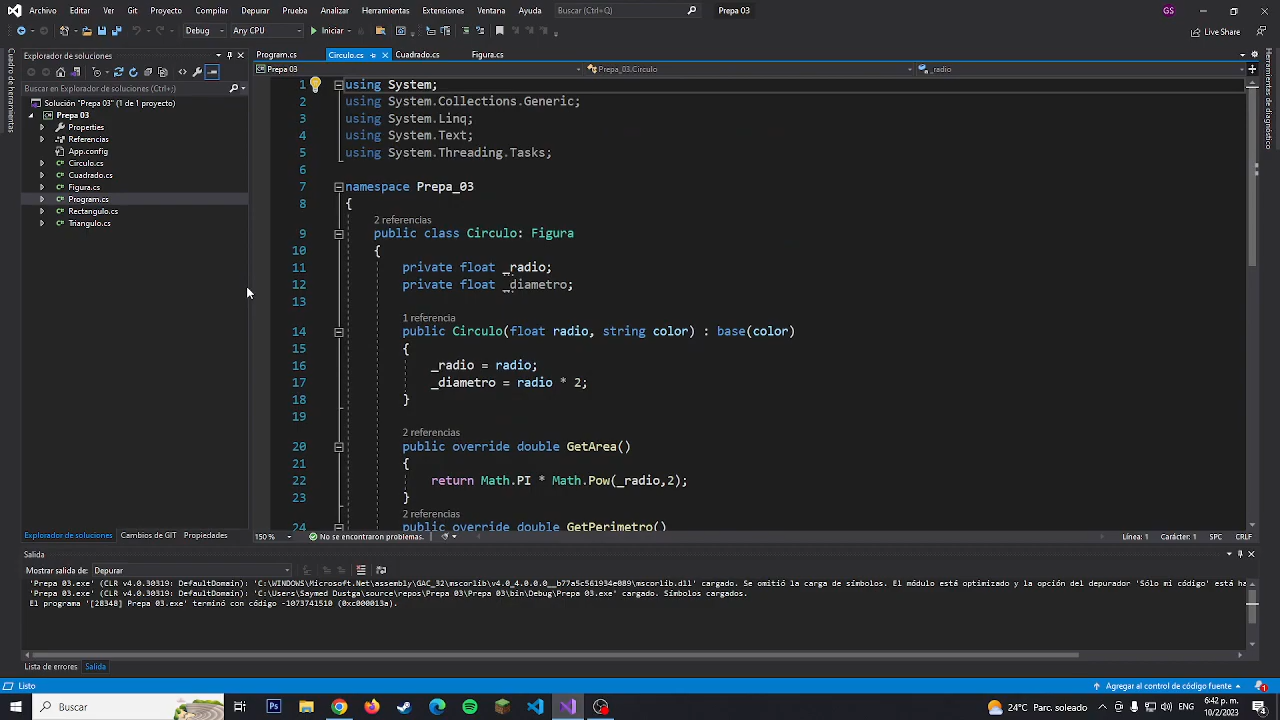 Archivo Editar Ver Git Proyecto Compilar Depurar Prueba Analizar Herramientas Extensiones Ventana Ayuda Buscar (Ctrl+Q) Prepa 03 GS
Debug Any CPU Iniciar Live Share
Explorador de soluciones
Program.cs Circulo.cs Cuadrado.cs Figura.cs
Prepa 03 Prepa_03.Circulo _radio
Buscar en Explorador de soluciones (Ctrl+
Solución "Prepa 03" (1 de 1 proyecto)
Prepa 03
Properties
Referencias
App.config
Circulo.cs
Cuadrado.cs
Figura.cs
Program.cs
Rectangulo.cs
Triangulo.cs
Cuadro de herramientas
Herramientas de diagnóstico
1 using System;
2 using System.Collections.Generic;
3 using System.Linq;
4 using System.Text;
5 using System.Threading.Tasks;
6
7 namespace Prepa_03
8 {
2 referencias
9 public class Circulo: Figura
10 {
11 private float _radio;
12 private float _diametro;
13
1 referencia
14 public Circulo(float radio, string color) : base(color)
15 {
16 _radio = radio;
17 _diametro = radio * 2;
18 }
19
2 referencias
20 public override double GetArea()
21 {
22 return Math.PI * Math.Pow(_radio,2);
23 }
2 referencias
24 public override double GetPerimetro()
Explorador de soluciones Cambios de GIT Propiedades
150 % No se encontraron problemas. Línea: 1 Carácter: 1 SPC CRLF
Salida
Mostrar salida de: Depurar
'Prepa 03.exe' (CLR v4.0.30319: DefaultDomain): 'C:\WINDOWS\Microsoft.Net\assembly\GAC_32\mscorlib\v4.0_4.0.0.0__b77a5c561934e089\mscorlib.dll' cargado. Se omitió la carga de símbolos. El módulo está optimizado y la opción del depurador 'Sólo mi código' está ha
'Prepa 03.exe' (CLR v4.0.30319: DefaultDomain): 'C:\Users\Saymed Dustga\source\repos\Prepa 03\Prepa 03\bin\Debug\Prepa 03.exe' cargado. Símbolos cargados.
El programa '[28348] Prepa 03.exe' terminó con código -1073741510 (0xc000013a).
Lista de errores Salida
Listo Agregar al control de código fuente 1
Buscar 24°C Parc. soleado 6:42 p. m. 10/2/2023